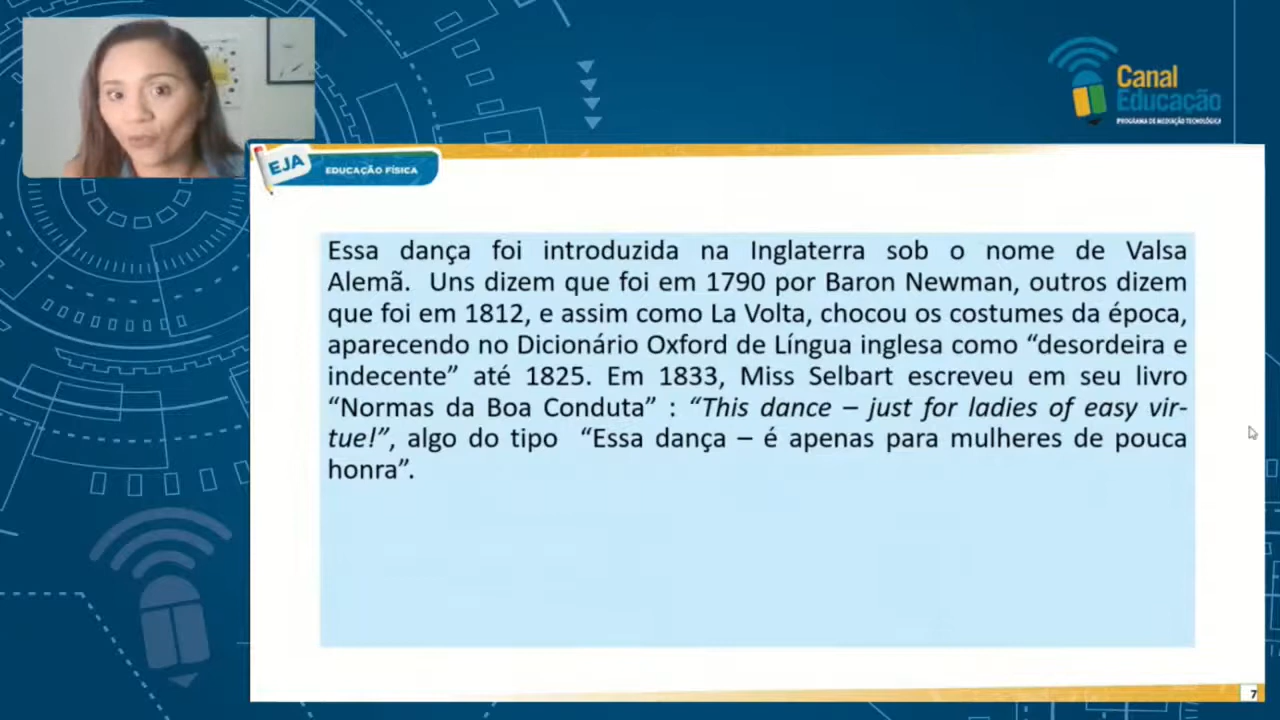 Canal
Educação
PROGRAMA DE MEDIAÇÃO TECNOLÓGICA
EJA
EDUCAÇÃO FÍSICA
Essa dança foi introduzida na Inglaterra sob o nome de Valsa
Alemã. Uns dizem que foi em 1790 por Baron Newman, outros dizem
que foi em 1812, e assim como La Volta, chocou os costumes da época,
aparecendo no Dicionário Oxford de Língua inglesa como “desordeira e
indecente” até 1825. Em 1833, Miss Selbart escreveu em seu livro
“Normas da Boa Conduta” : “This dance – just for ladies of easy vir-
tue!”, algo do tipo “Essa dança – é apenas para mulheres de pouca
honra”.
7